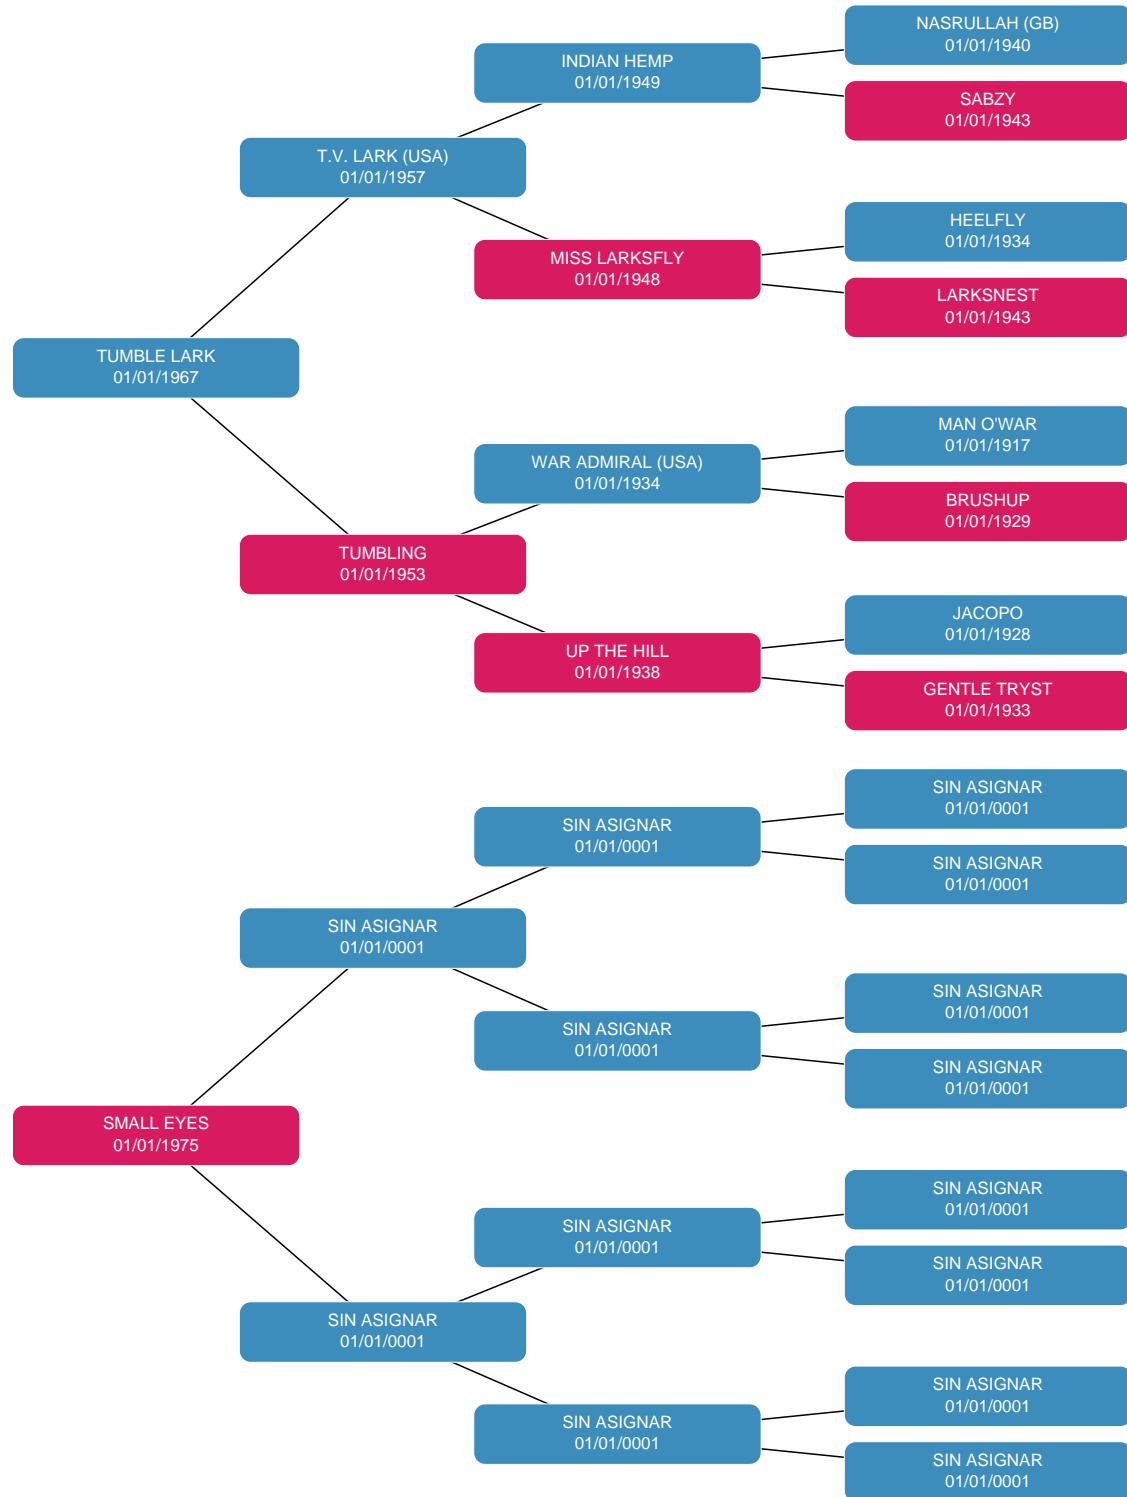 NASRULLAH (GB)
01/01/1940
INDIAN HEMP
01/01/1949
SABZY
01/01/1943
T.V. LARK (USA)
01/01/1957
HEELFLY
01/01/1934
MISS LARKSFLY
01/01/1948
LARKSNEST
01/01/1943
TUMBLE LARK
01/01/1967
MAN O'WAR
01/01/1917
WAR ADMIRAL (USA)
01/01/1934
BRUSHUP
01/01/1929
TUMBLING
01/01/1953
JACOPO
01/01/1928
UP THE HILL
01/01/1938
GENTLE TRYST
01/01/1933
SIN ASIGNAR
01/01/0001
SIN ASIGNAR
01/01/0001
SIN ASIGNAR
01/01/0001
SIN ASIGNAR
01/01/0001
SIN ASIGNAR
01/01/0001
SIN ASIGNAR
01/01/0001
SIN ASIGNAR
01/01/0001
SMALL EYES
01/01/1975
SIN ASIGNAR
01/01/0001
SIN ASIGNAR
01/01/0001
SIN ASIGNAR
01/01/0001
SIN ASIGNAR
01/01/0001
SIN ASIGNAR
01/01/0001
SIN ASIGNAR
01/01/0001
SIN ASIGNAR
01/01/0001